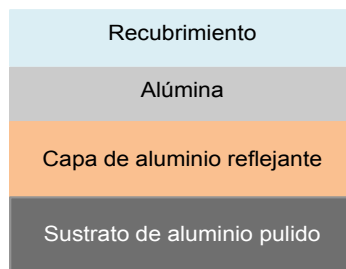 Recubrimiento
Alúmina
Capa de aluminio reflejante
Sustrato de aluminio pulido